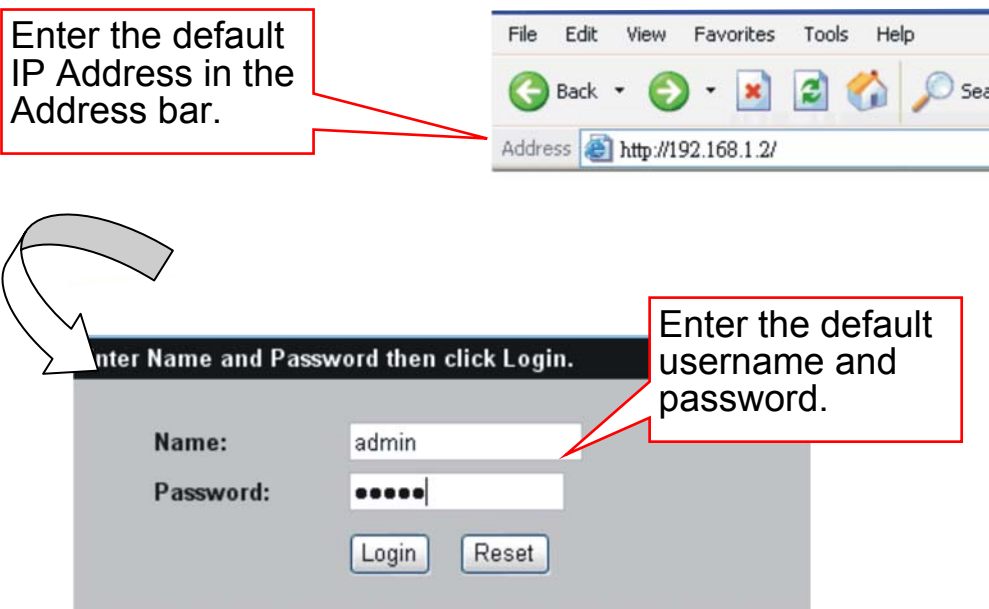 Enter the default
IP Address in the
Address bar.
File Edit View Favorites Tools Help
Back Sea
Address http://192.168.1.2/
Enter the default
username and
password.
nter Name and Password then click Login.
Name: admin
Password: •••••
Login Reset